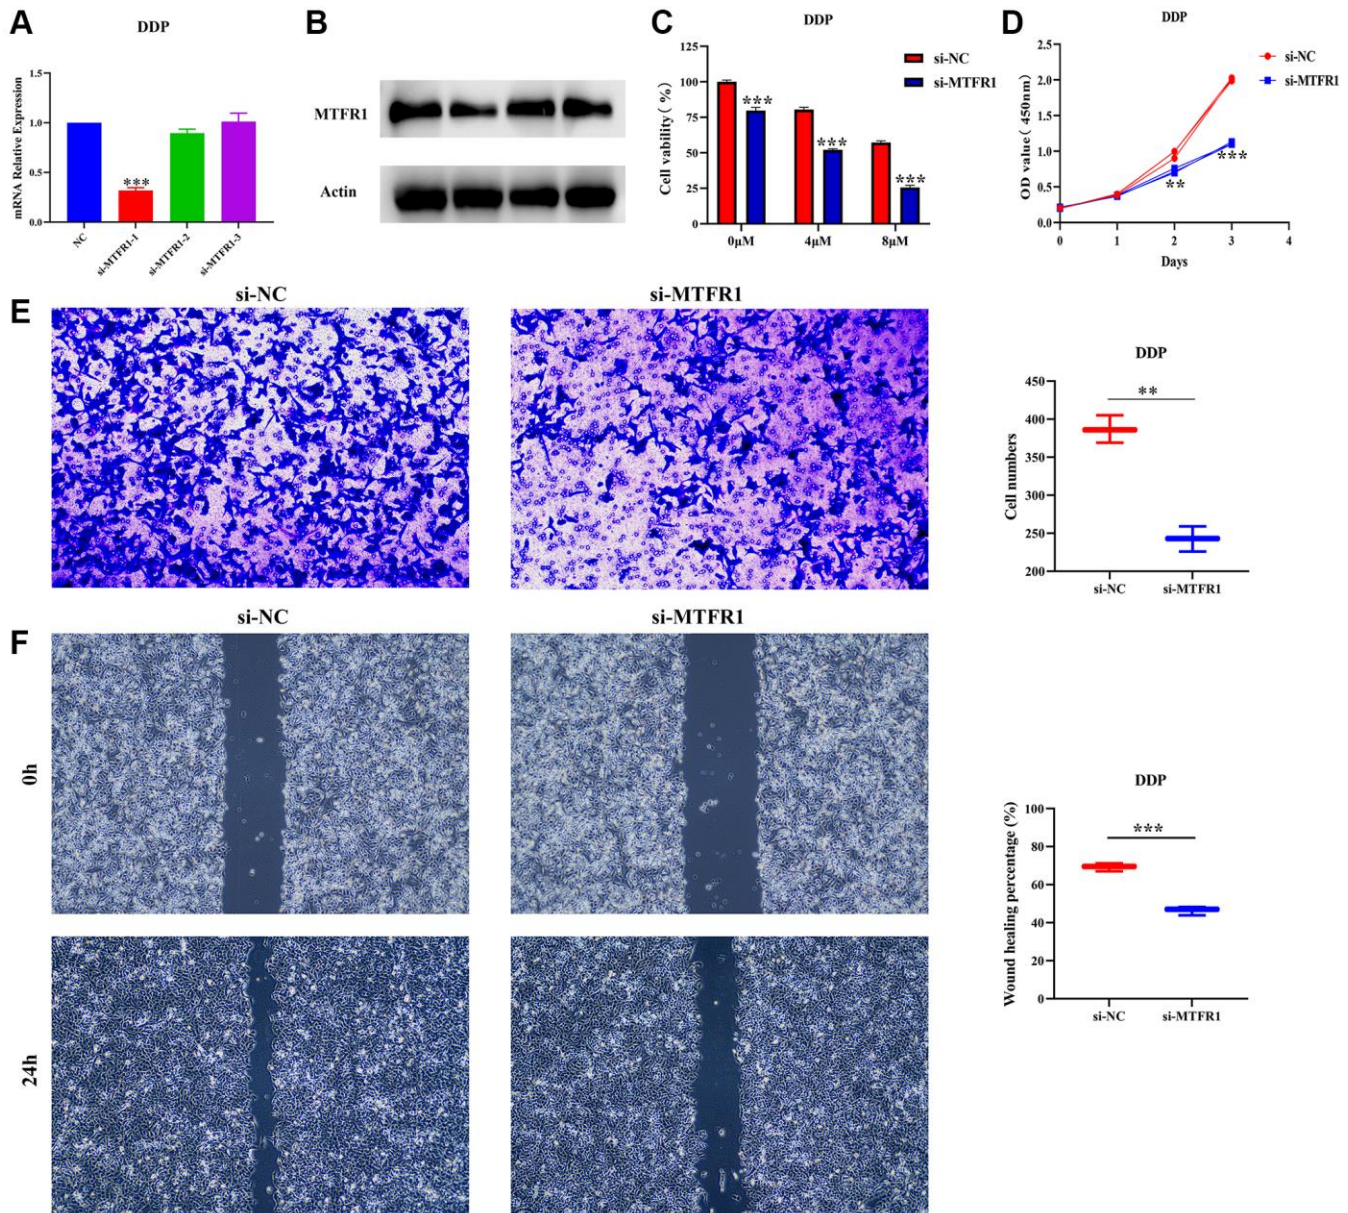 A
DDP
mRNA Relative Expression
1.5
1.0
0.5
0.0
NC
si-MTFR1-1
si-MTFR1-2
si-MTFR1-3
***
B
MTFR1
Actin
C
DDP
Cell vability( %)
125
100
75
50
25
0
0μM
4μM
8μM
***
***
***
si-NC
si-MTFR1
D
DDP
OD value( 450nm)
2.5
2.0
1.5
1.0
0.5
0.0
0
1
2
3
4
Days
**
***
si-NC
si-MTFR1
E
si-NC
si-MTFR1
DDP
Cell numbers
450
400
350
300
250
200
**
si-NC
si-MTFR1
F
si-NC
si-MTFR1
0h
24h
DDP
Wound healing percentage (%)
100
80
60
40
20
0
***
si-NC
si-MTFR1